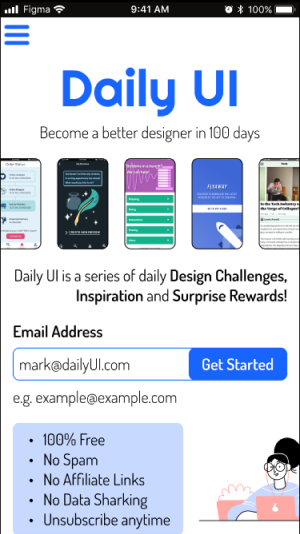 Figma 9:41 AM 100%
Daily UI
Become a better designer in 100 days
FLYAWAY
Daily UI is a series of daily Design Challenges,
Inspiration and Surprise Rewards!
Email Address
mark@dailyUI.com Get Started
e.g. example@example.com
• 100% Free
• No Spam
• No Affiliate Links
• No Data Sharking
• Unsubscribe anytime